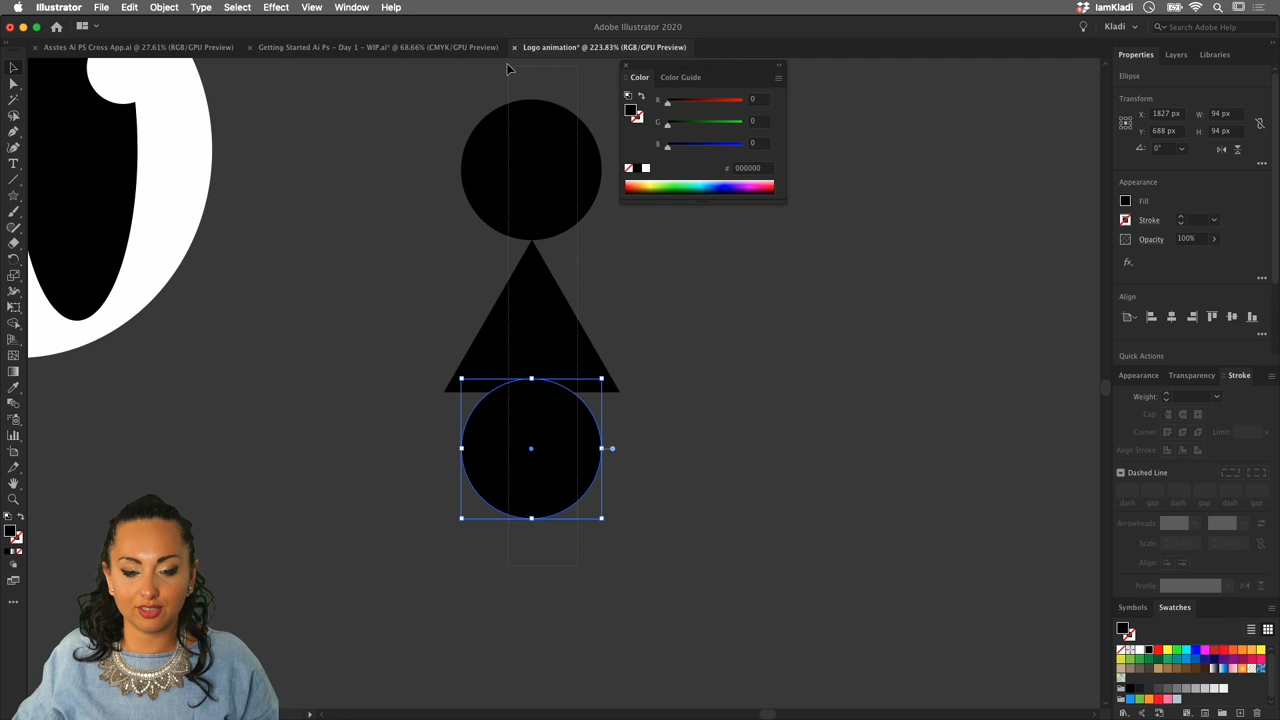 Illustrator File Edit Object Type Select Effect View Window Help
IamKladi
Adobe Illustrator 2020
Kladi
Search Adobe Help
Asstes Ai PS Cross App.ai @ 27.61% (RGB/GPU Preview)
Getting Started Ai Ps - Day 1 - WIP.ai* @ 68.66% (CMYK/GPU Preview)
Logo animation* @ 223.83% (RGB/GPU Preview)
Color Color Guide
R 0
G 0
B 0
# 000000
Properties Layers Libraries
Ellipse
Transform
X: 1827 px W: 94 px
Y: 688 px H: 94 px
0°
Appearance
Fill
Stroke
Opacity 100%
fx.
Align
Quick Actions
Appearance Transparency Stroke
Weight:
Cap:
Corner: Limit: x
Align Stroke:
Dashed Line
dash gap dash gap dash gap
Arrowheads:
Scale:
Align:
Profile:
Symbols Swatches